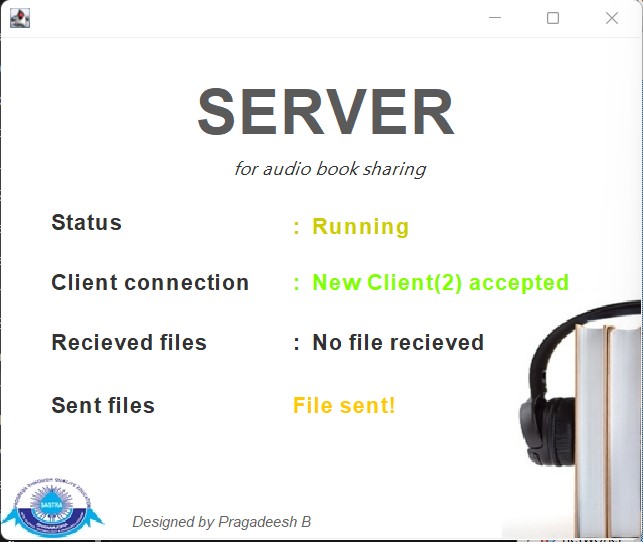 SERVER
for audio book sharing
Status : Running
Client connection : New Client(2) accepted
Recieved files : No file recieved
Sent files File sent!
SASTRA
Designed by Pragadeesh B